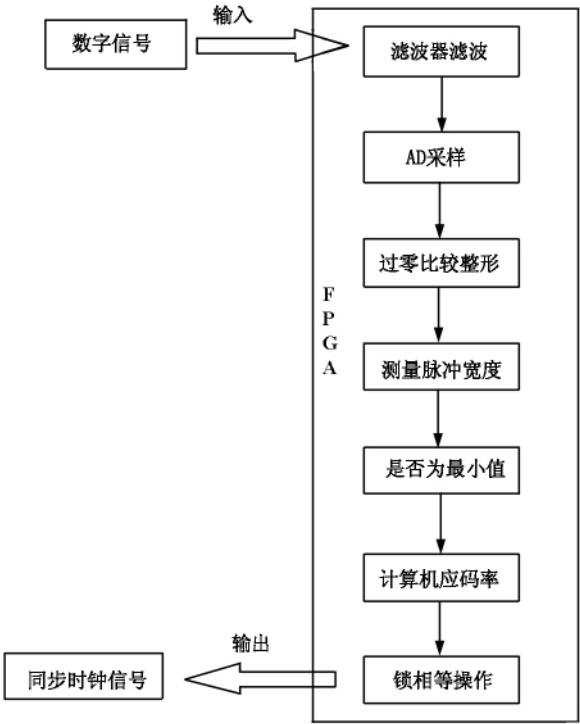 输入
数字信号
滤波器滤波
AD采样
过零比较整形
FPGA
测量脉冲宽度
是否为最小值
计算机应码率
输出
同步时钟信号
锁相等操作